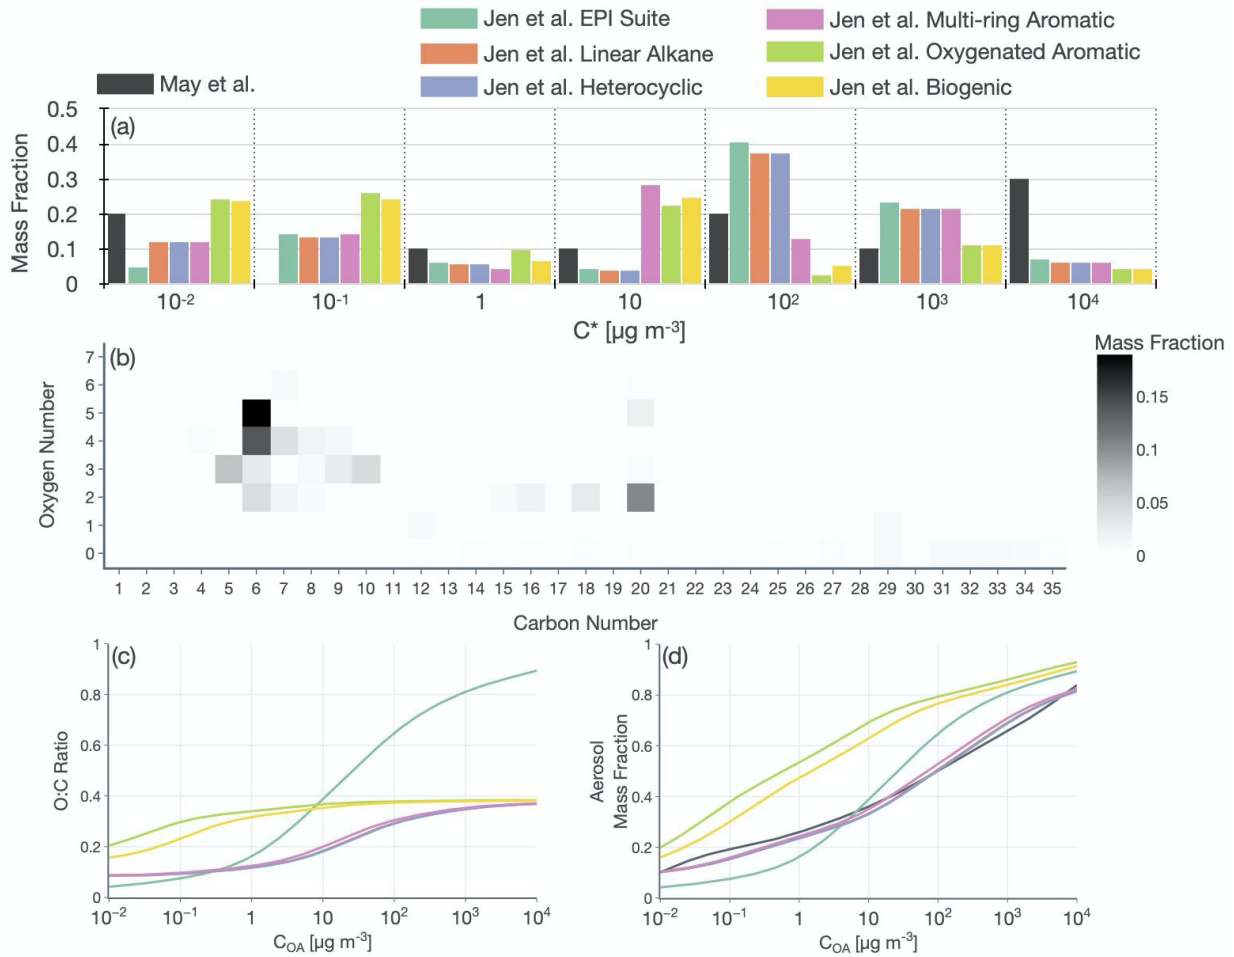 Jen et al. EPI Suite
Jen et al. Multi-ring Aromatic
Jen et al. Linear Alkane
Jen et al. Oxygenated Aromatic
May et al.
Jen et al. Heterocyclic
Jen et al. Biogenic
(a)
Mass Fraction
0.5
0.4
0.3
0.2
0.1
0
10⁻² 10⁻¹ 1 10 10² 10³ 10⁴
C* [µg m⁻³]
(b)
Oxygen Number
7
6
5
4
3
2
1
0
1 2 3 4 5 6 7 8 9 10 11 12 13 14 15 16 17 18 19 20 21 22 23 24 25 26 27 28 29 30 31 32 33 34 35
Carbon Number
Mass Fraction
0.15
0.1
0.05
0
(c)
O:C Ratio
1
0.8
0.6
0.4
0.2
0
10⁻² 10⁻¹ 1 10 10² 10³ 10⁴
C_OA [µg m⁻³]
(d)
Aerosol
Mass Fraction
1
0.8
0.6
0.4
0.2
0
10⁻² 10⁻¹ 1 10 10² 10³ 10⁴
C_OA [µg m⁻³]